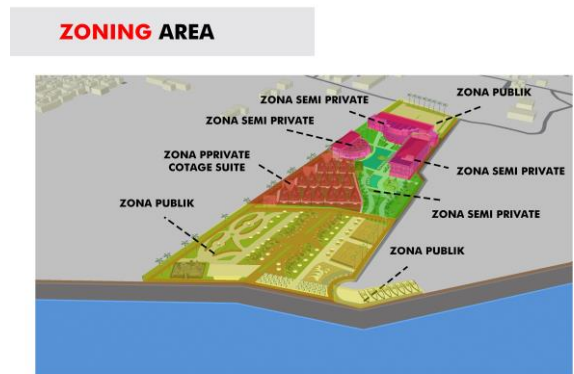 ZONING AREA
ZONA SEMI PRIVATE
ZONA PUBLIK
ZONA SEMI PRIVATE
ZONA PPRIVATE
COTAGE SUITE
ZONA SEMI PRIVATE
ZONA PUBLIK
ZONA SEMI PRIVATE
ZONA PUBLIK